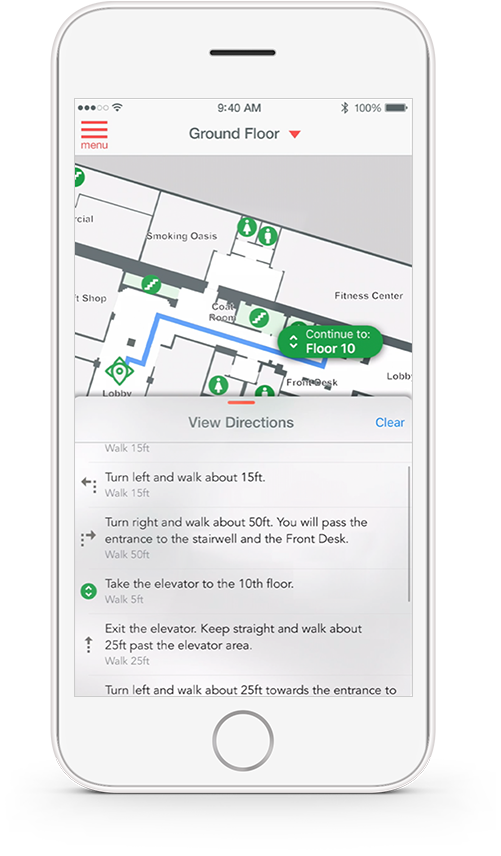 9:40 AM
100%
menu
Ground Floor
rcial
Smoking Oasis
Fitness Center
t Shop
Coat
Room
Continue to:
Floor 10
Front Desk
Lobb
Lobby
View Directions
Clear
Walk 15ft
Turn left and walk about 15ft.
Walk 15ft
Turn right and walk about 50ft. You will pass the
entrance to the stairwell and the Front Desk.
Walk 50ft
Take the elevator to the 10th floor.
Walk 5ft
Exit the elevator. Keep straight and walk about
25ft past the elevator area.
Walk 25ft
Turn left and walk about 25ft towards the entrance to